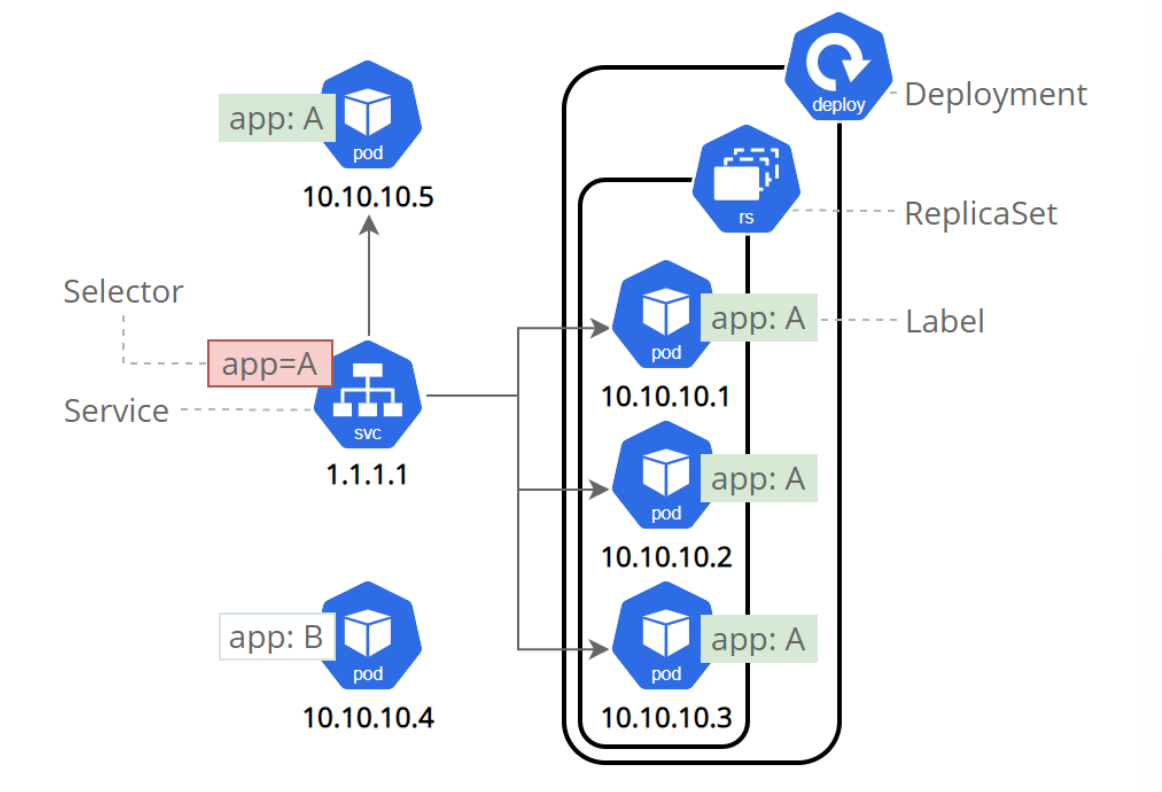 deploy
Deployment
app: A
pod
10.10.10.5
rs
ReplicaSet
Selector
app=A
Service
svc
1.1.1.1
pod
app: A
Label
10.10.10.1
pod
app: A
10.10.10.2
app: B
pod
10.10.10.4
pod
app: A
10.10.10.3